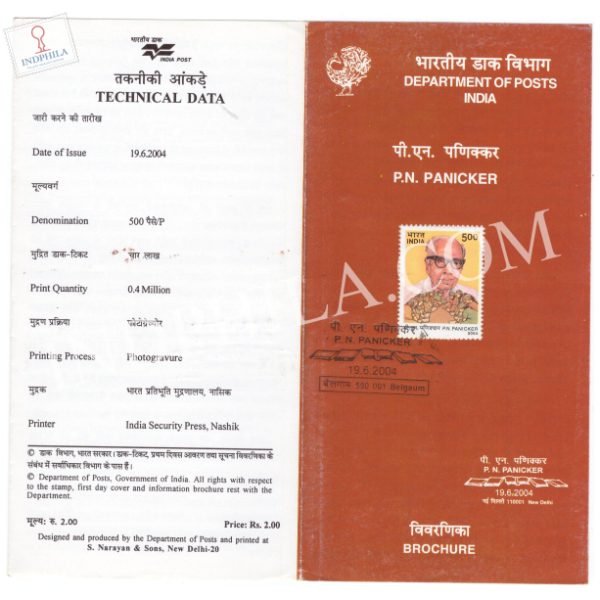 INDPHILA
भारतीय डाक
INDIA POST
तकनीकी आंकड़े
TECHNICAL DATA
जारी करने की तारीख
Date of Issue 19.6.2004
मूल्यवर्ग
Denomination 500 पैसे/P
मुद्रित डाक-टिकट चार लाख
Print Quantity 0.4 Million
मुद्रण प्रक्रिया फोटोग्रेव्योर
Printing Process Photogravure
मुद्रक भारत प्रतिभूति मुद्रणालय, नासिक
Printer India Security Press, Nashik
© डाक विभाग, भारत सरकार। डाक-टिकट, प्रथम दिवस आवरण तथा सूचना विवरणिका के
संबंध में सर्वाधिकार विभाग के पास हैं।
© Department of Posts, Government of India. All rights with respect
to the stamp, first day cover and information brochure rest with the
Department.
मूल्य: रु. 2.00 Price: Rs. 2.00
Designed and produced by the Department of Posts and printed at
S. Narayan & Sons, New Delhi-20
भारतीय डाक विभाग
DEPARTMENT OF POSTS
INDIA
पी.एन. पणिक्कर
P.N. PANICKER
भारत 500
INDIA
पी.एन. पणिक्कर P.N. PANICKER
2004
पी. एन. पणिक्कर
P. N. PANICKER
19.6.2004
बेलगाम 590 001 Belgaum
पी. एन. पणिक्कर
P. N. PANICKER
19.6.2004
नई दिल्ली 110001 New Delhi
विवरणिका
BROCHURE